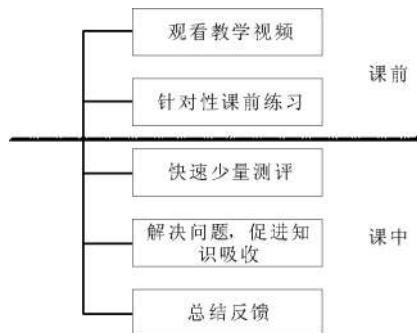 观看教学视频
课前
针对性课前练习
快速少量测评
解决问题,促进知
识吸收
课中
总结反馈